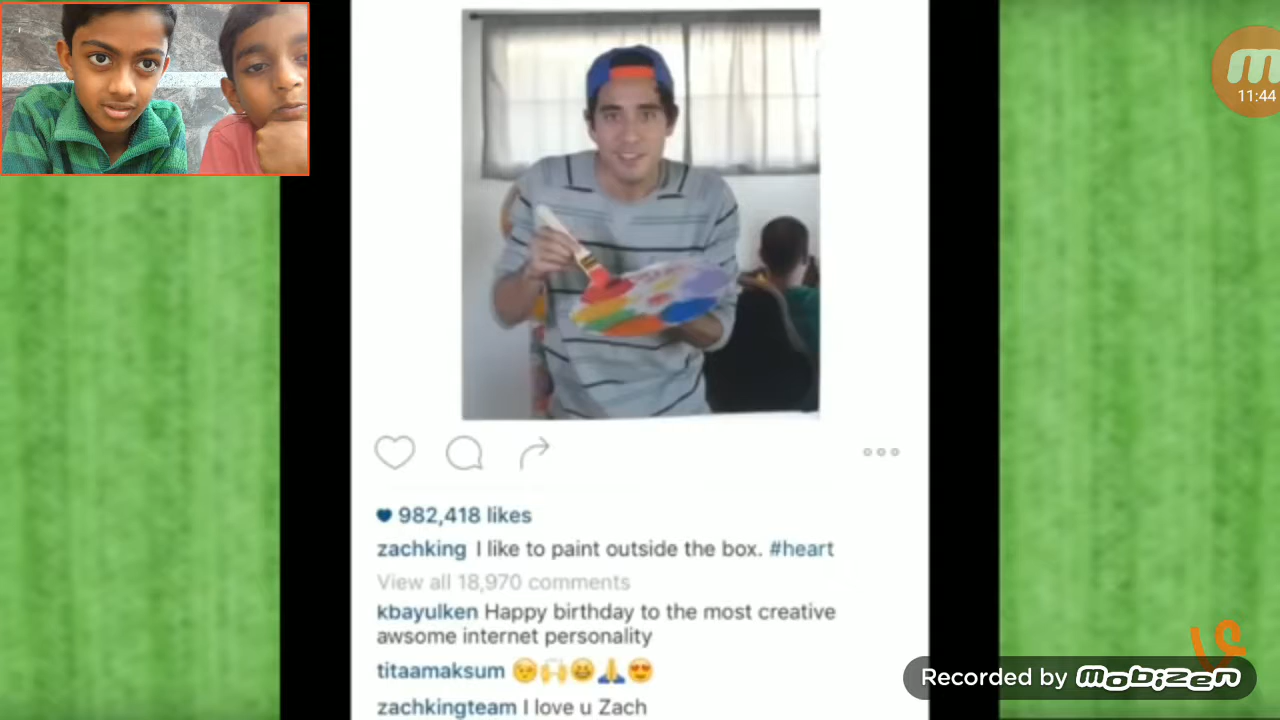 11:44
982,418 likes
zachking I like to paint outside the box. #heart
View all 18,970 comments
kbayulken Happy birthday to the most creative
awsome internet personality
titaamaksum 😙🙌😀🙏😍
zachkingteam I love u Zach
Recorded by mobizen